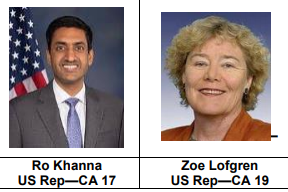 Ro Khanna
US Rep—CA 17
Zoe Lofgren
US Rep—CA 19